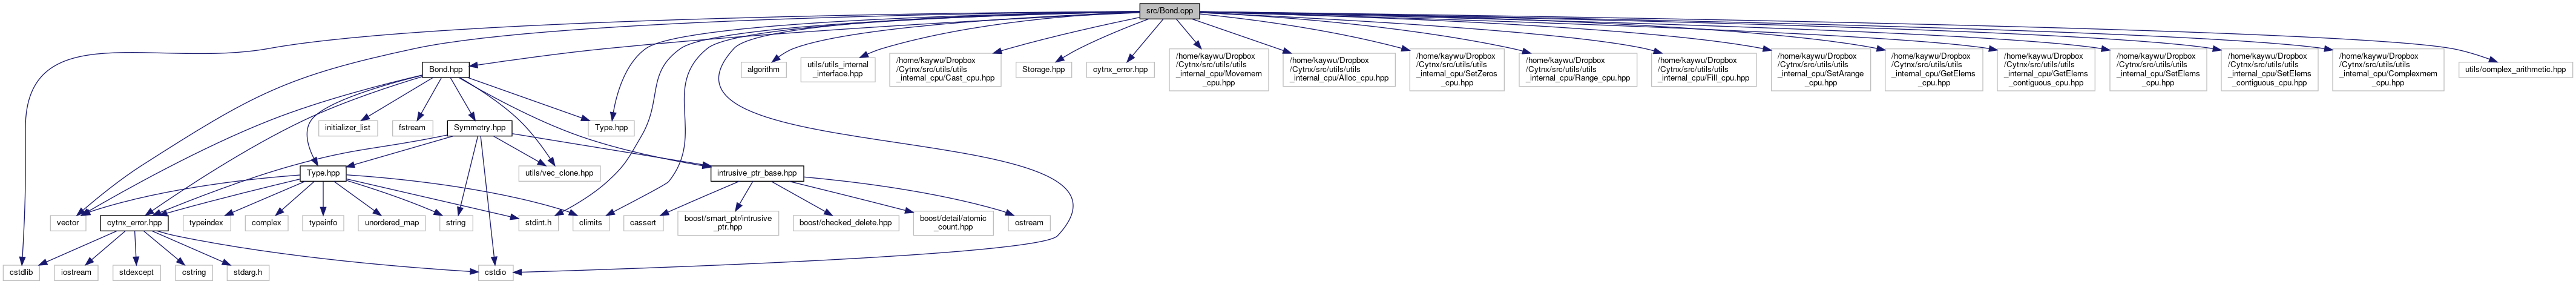 src/Bond.cpp
Bond.hpp
algorithm
utils/utils_internal
_interface.hpp
/home/kaywu/Dropbox
/Cytnx/src/utils/utils
_internal_cpu/Cast_cpu.hpp
Storage.hpp
cytnx_error.hpp
/home/kaywu/Dropbox
/Cytnx/src/utils/utils
_internal_cpu/Movemem
_cpu.hpp
/home/kaywu/Dropbox
/Cytnx/src/utils/utils
_internal_cpu/Alloc_cpu.hpp
/home/kaywu/Dropbox
/Cytnx/src/utils/utils
_internal_cpu/SetZeros
_cpu.hpp
/home/kaywu/Dropbox
/Cytnx/src/utils/utils
_internal_cpu/Range_cpu.hpp
/home/kaywu/Dropbox
/Cytnx/src/utils/utils
_internal_cpu/Fill_cpu.hpp
/home/kaywu/Dropbox
/Cytnx/src/utils/utils
_internal_cpu/SetArange
_cpu.hpp
/home/kaywu/Dropbox
/Cytnx/src/utils/utils
_internal_cpu/GetElems
_cpu.hpp
/home/kaywu/Dropbox
/Cytnx/src/utils/utils
_internal_cpu/GetElems
_contiguous_cpu.hpp
/home/kaywu/Dropbox
/Cytnx/src/utils/utils
_internal_cpu/SetElems
_cpu.hpp
/home/kaywu/Dropbox
/Cytnx/src/utils/utils
_internal_cpu/SetElems
_contiguous_cpu.hpp
/home/kaywu/Dropbox
/Cytnx/src/utils/utils
_internal_cpu/Complexmem
_cpu.hpp
utils/complex_arithmetic.hpp
initializer_list
fstream
Symmetry.hpp
Type.hpp
Type.hpp
utils/vec_clone.hpp
intrusive_ptr_base.hpp
vector
cytnx_error.hpp
typeindex
complex
typeinfo
unordered_map
string
stdint.h
climits
cassert
boost/smart_ptr/intrusive
_ptr.hpp
boost/checked_delete.hpp
boost/detail/atomic
_count.hpp
ostream
cstdlib
iostream
stdexcept
cstring
stdarg.h
cstdio